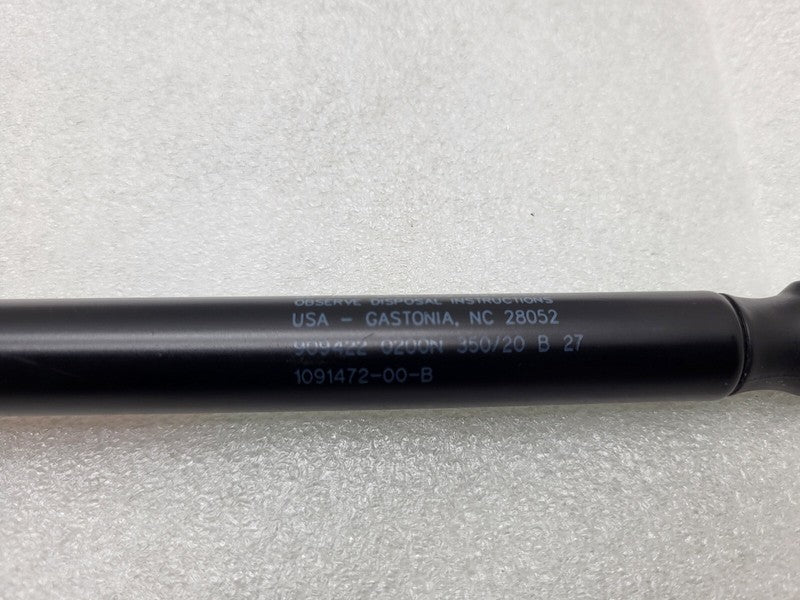 OBSERVE DISPOSAL INSTRUCTIONS
USA - GASTONIA, NC 28052
909422 0200N 350/20 B 27
1091472-00-B